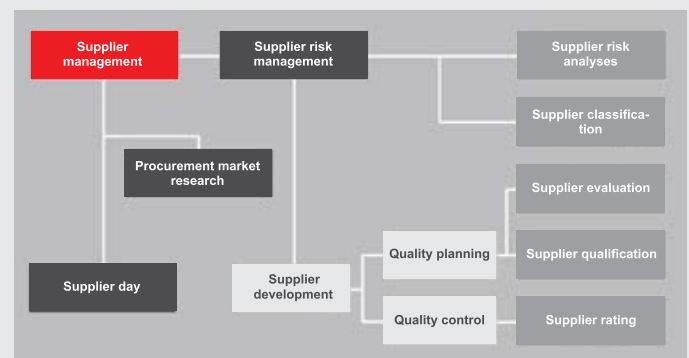 Supplier
management
Supplier risk
management
Supplier risk
analyses
Supplier classifica-
tion
Procurement market
research
Supplier evaluation
Quality planning
Supplier qualification
Supplier day
Supplier
development
Quality control
Supplier rating